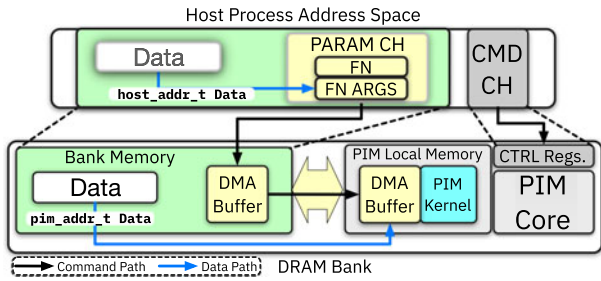 Host Process Address Space
Data
host_addr_t Data
PARAM CH
FN
FN ARGS
CMD
CH
Bank Memory
Data
pim_addr_t Data
DMA
Buffer
PIM Local Memory
DMA
Buffer
PIM
Kernel
CTRL Regs.
PIM
Core
Command Path
Data Path
DRAM Bank